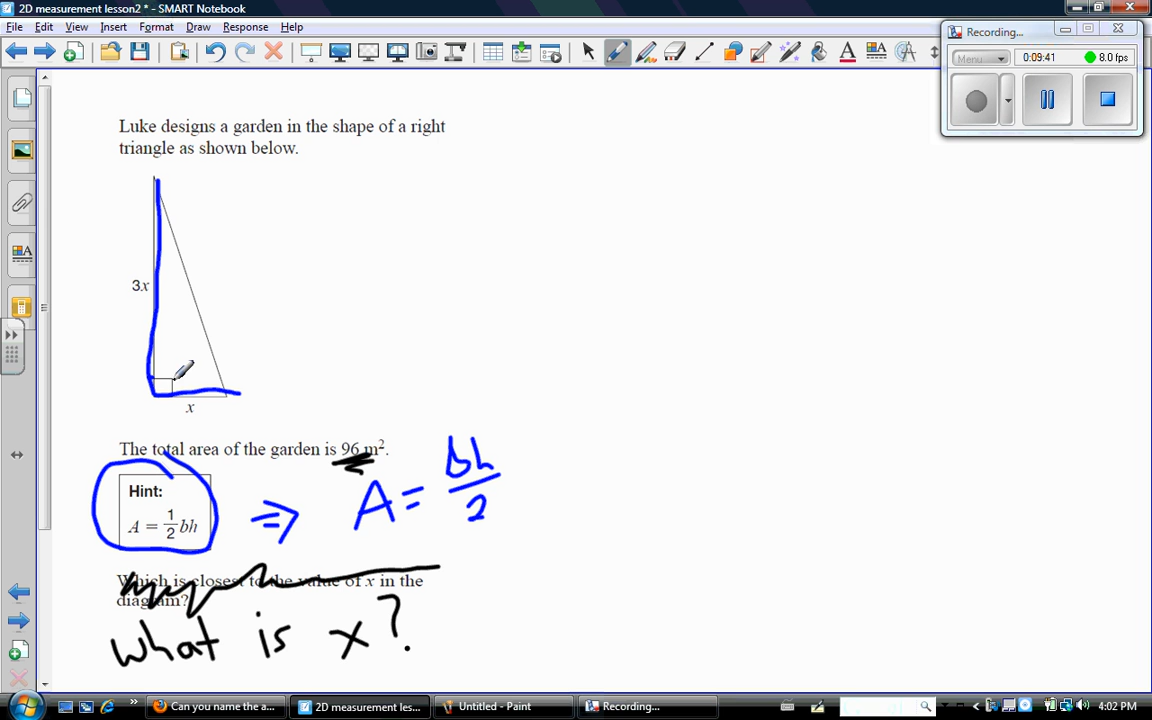 2D measurement lesson2 * - SMART Notebook
File Edit View Insert Format Draw Response Help
Recording...
Menu 0:09:41 8.0 fps
Luke designs a garden in the shape of a right
triangle as shown below.
3x
x
The total area of the garden is 96 m².
Hint:
A = 1/2 bh
⇒ A = bh/2
Which is closest to the value of x in the
diagram?
what is x?
Can you name the a... 2D measurement les... Untitled - Paint Recording... 4:02 PM